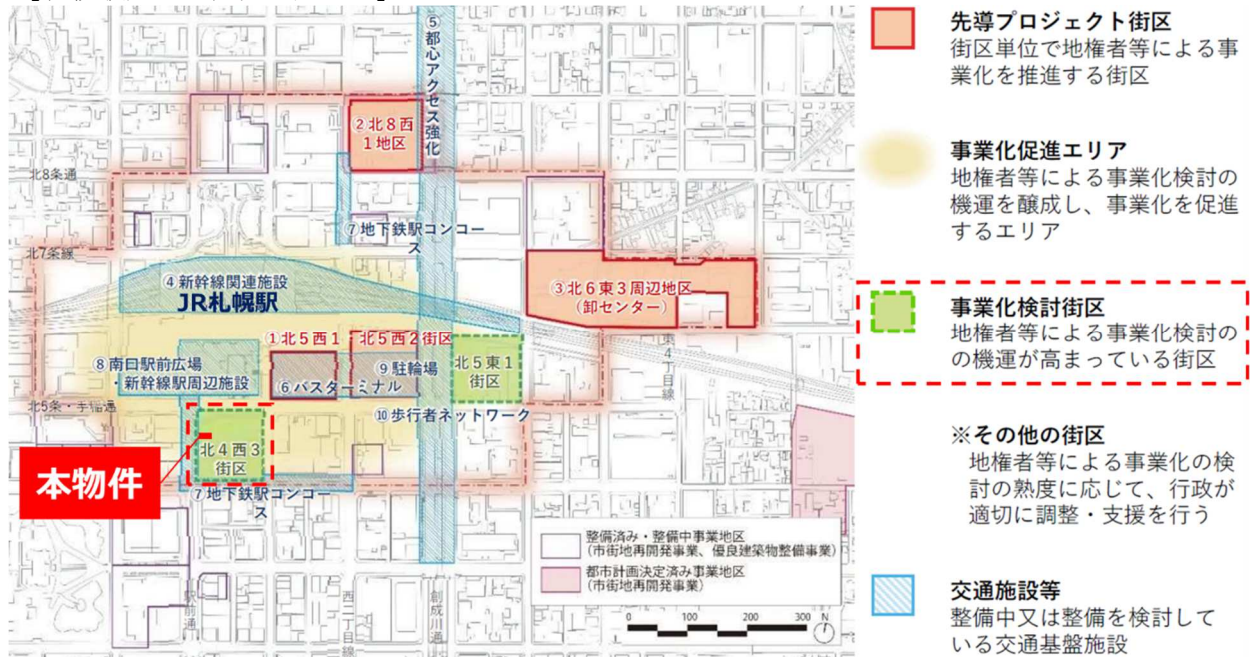 ⑤都心アクセス強化
②北8西
1地区
北8条通
⑦地下鉄駅コンコー
ス
北7条線
④新幹線関連施設
JR札幌駅
③北6東3周辺地区
(卸センター)
①北5西1
北5西2街区
東4丁目線
⑧南口駅前広場
・新幹線駅周辺施設
⑨駐輪場
⑥バスターミナル
北5東1
街区
北5条・手稲通
⑩歩行者ネットワーク
北4西3
街区
本物件
⑦地下鉄駅コンコー
ス
駅前通
西二丁目線
創成川通
整備済み・整備中事業地区
(市街地再開発事業、優良建築物整備事業)
都市計画決定済み事業地区
(市街地再開発事業)
0 100 200 300 N
先導プロジェクト街区
街区単位で地権者等による事
業化を推進する街区
事業化促進エリア
地権者等による事業化検討の
機運を醸成し、事業化を促進
するエリア
事業化検討街区
地権者等による事業化検討の
の機運が高まっている街区
※その他の街区
地権者等による事業化の検
討の熟度に応じて、行政が
適切に調整・支援を行う
交通施設等
整備中又は整備を検討して
いる交通基盤施設